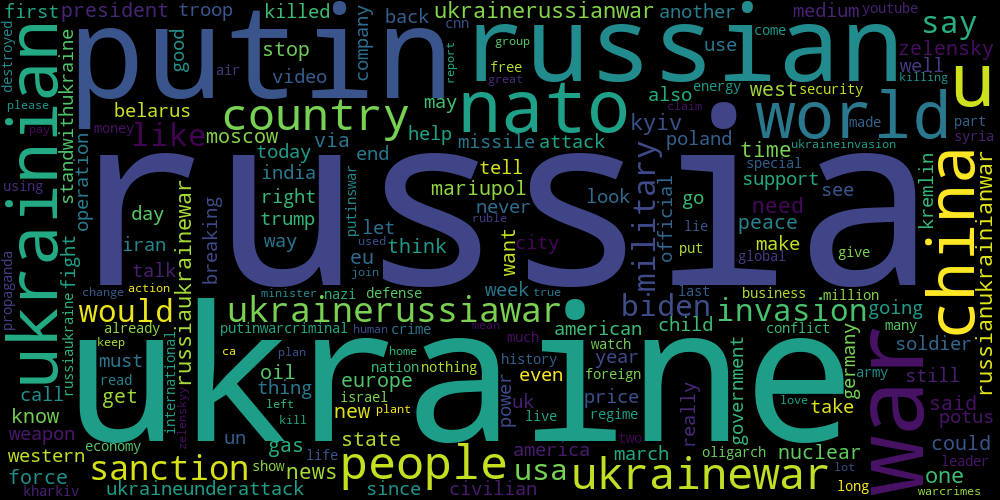 first
president
troop
killed
ukrainerussianwar
another
medium
youtube
destroyed
ukrainian
putin
russian
good
stop
company
back
cnn
report
group
free
great
use
come
say
zelensky
well
killing
u
air
video
energy
west
security
please
belarus
country
nato
may
also
claim
world
made
part
syria
pay
money
like
moscow
via
help
missile
attack
kyiv
poland
ukraineinvasion
standwithukraine
economy
today
end
time
special
operation
using
russia
india
tell
military
official
support
see
china
kremlin
right
mariupol
look
go
need
day
trump
putinswar
ruble
never
lie
peace
breaking
way
let
think
want
city
put
make
give
iran
eu
used
join
global
talk
russiaukrainewar
fight
propaganda
russiaukraine
change
action
minister
nazi
defense
week
true
last
business
million
would
ukrainerussiawar
biden
invasion
going
russianukrainianwar
already
keep
putinwarcriminal
human
crime
mean
american
child
conflict
many
soldier
ukraine
must
international
ca
plan
home
nation
nothing
much
watch
history
year
foreign
government
germany
army
war
still
call
read
get
oil
thing
europe
israel
even
price
really
love
take
know
zelenskyy
left
kill
new
plant
power
uk
live
regime
two
oligarch
said
potus
weapon
un
gas
life
state
america
march
nuclear
could
leader
western
force
sanction
show
news
people
usa
ukrainewar
lot
long
one
kharkiv
ukraineunderattack
since
civilian
warcrimes